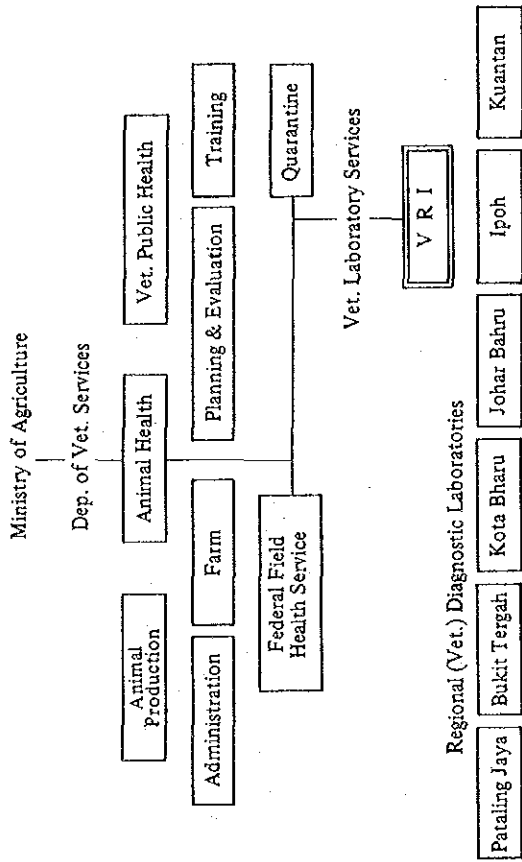 Ministry of Agriculture
Dep. of Vet. Services
Animal
Production
Animal Health
Vet. Public Health
Administration
Farm
Planning & Evaluation
Training
Federal Field
Health Service
Quarantine
Vet. Laboratory Services
V R I
Regional (Vet.) Diagnostic Laboratories
Pataling Jaya
Bukit Tergah
Kota Bharu
Johar Bahru
Ipoh
Kuantan